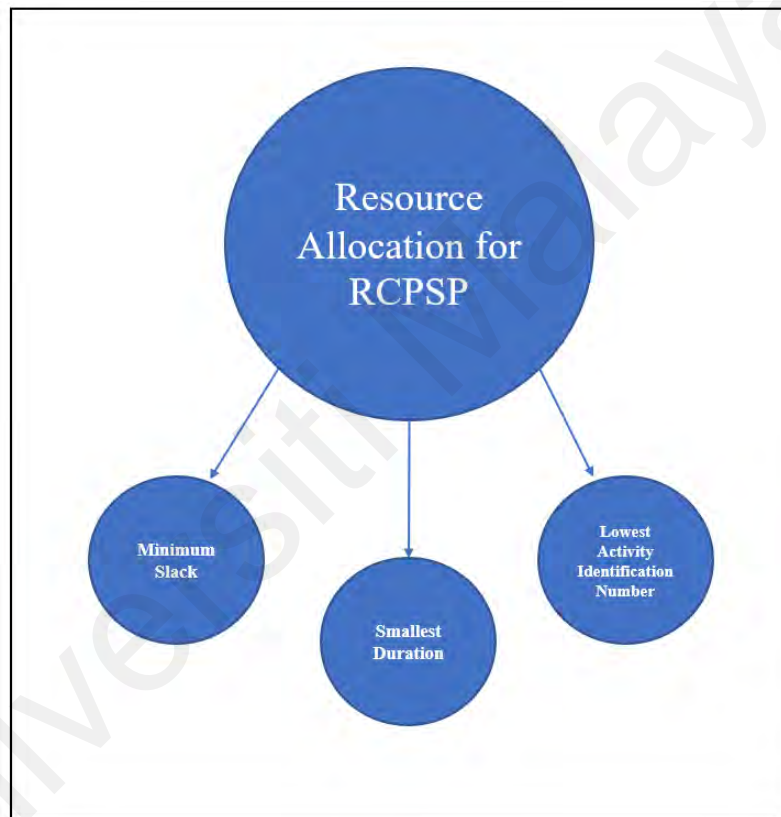 Resource
Allocation for
RCPSP
Minimum
Slack
Smallest
Duration
Lowest
Activity
Identification
Number